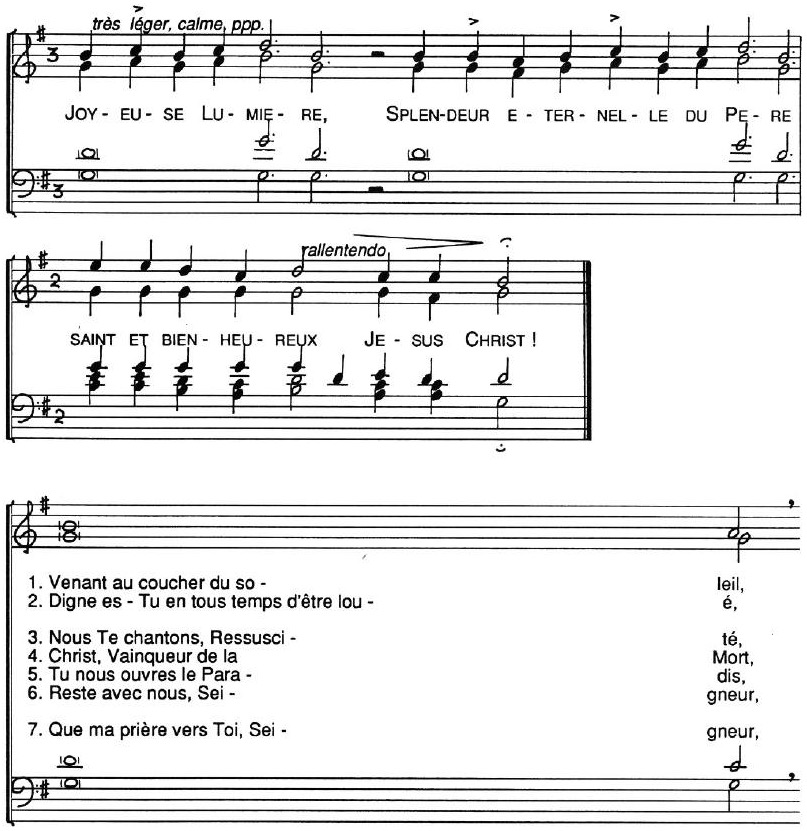 très léger, calme, ppp.
3
JOY - EU - SE LU - MIE - RE, SPLEN-DEUR E - TER - NEL - LE DU PE - RE
3
rallentendo
2
SAINT ET BIEN - HEU - REUX JE - SUS CHRIST !
2
1. Venant au coucher du so - leil,
2. Digne es - Tu en tous temps d'être lou - é,
3. Nous Te chantons, Ressusci - té,
4. Christ, Vainqueur de la Mort,
5. Tu nous ouvres le Para - dis,
6. Reste avec nous, Sei - gneur,
7. Que ma prière vers Toi, Sei - gneur,